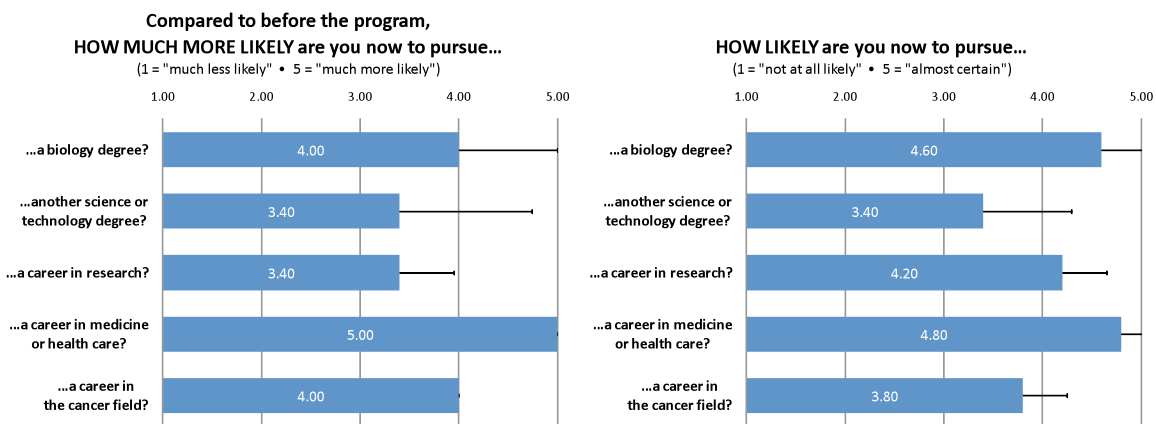 Compared to before the program,
HOW MUCH MORE LIKELY are you now to pursue...
(1 = "much less likely" • 5 = "much more likely")
1.00 2.00 3.00 4.00 5.00
...a biology degree?
4.00
...another science or
technology degree?
3.40
...a career in research?
3.40
...a career in medicine
or health care?
5.00
...a career in
the cancer field?
4.00
HOW LIKELY are you now to pursue...
(1 = "not at all likely" • 5 = "almost certain")
1.00 2.00 3.00 4.00 5.00
...a biology degree?
4.60
...another science or
technology degree?
3.40
...a career in research?
4.20
...a career in medicine
or health care?
4.80
...a career in
the cancer field?
3.80